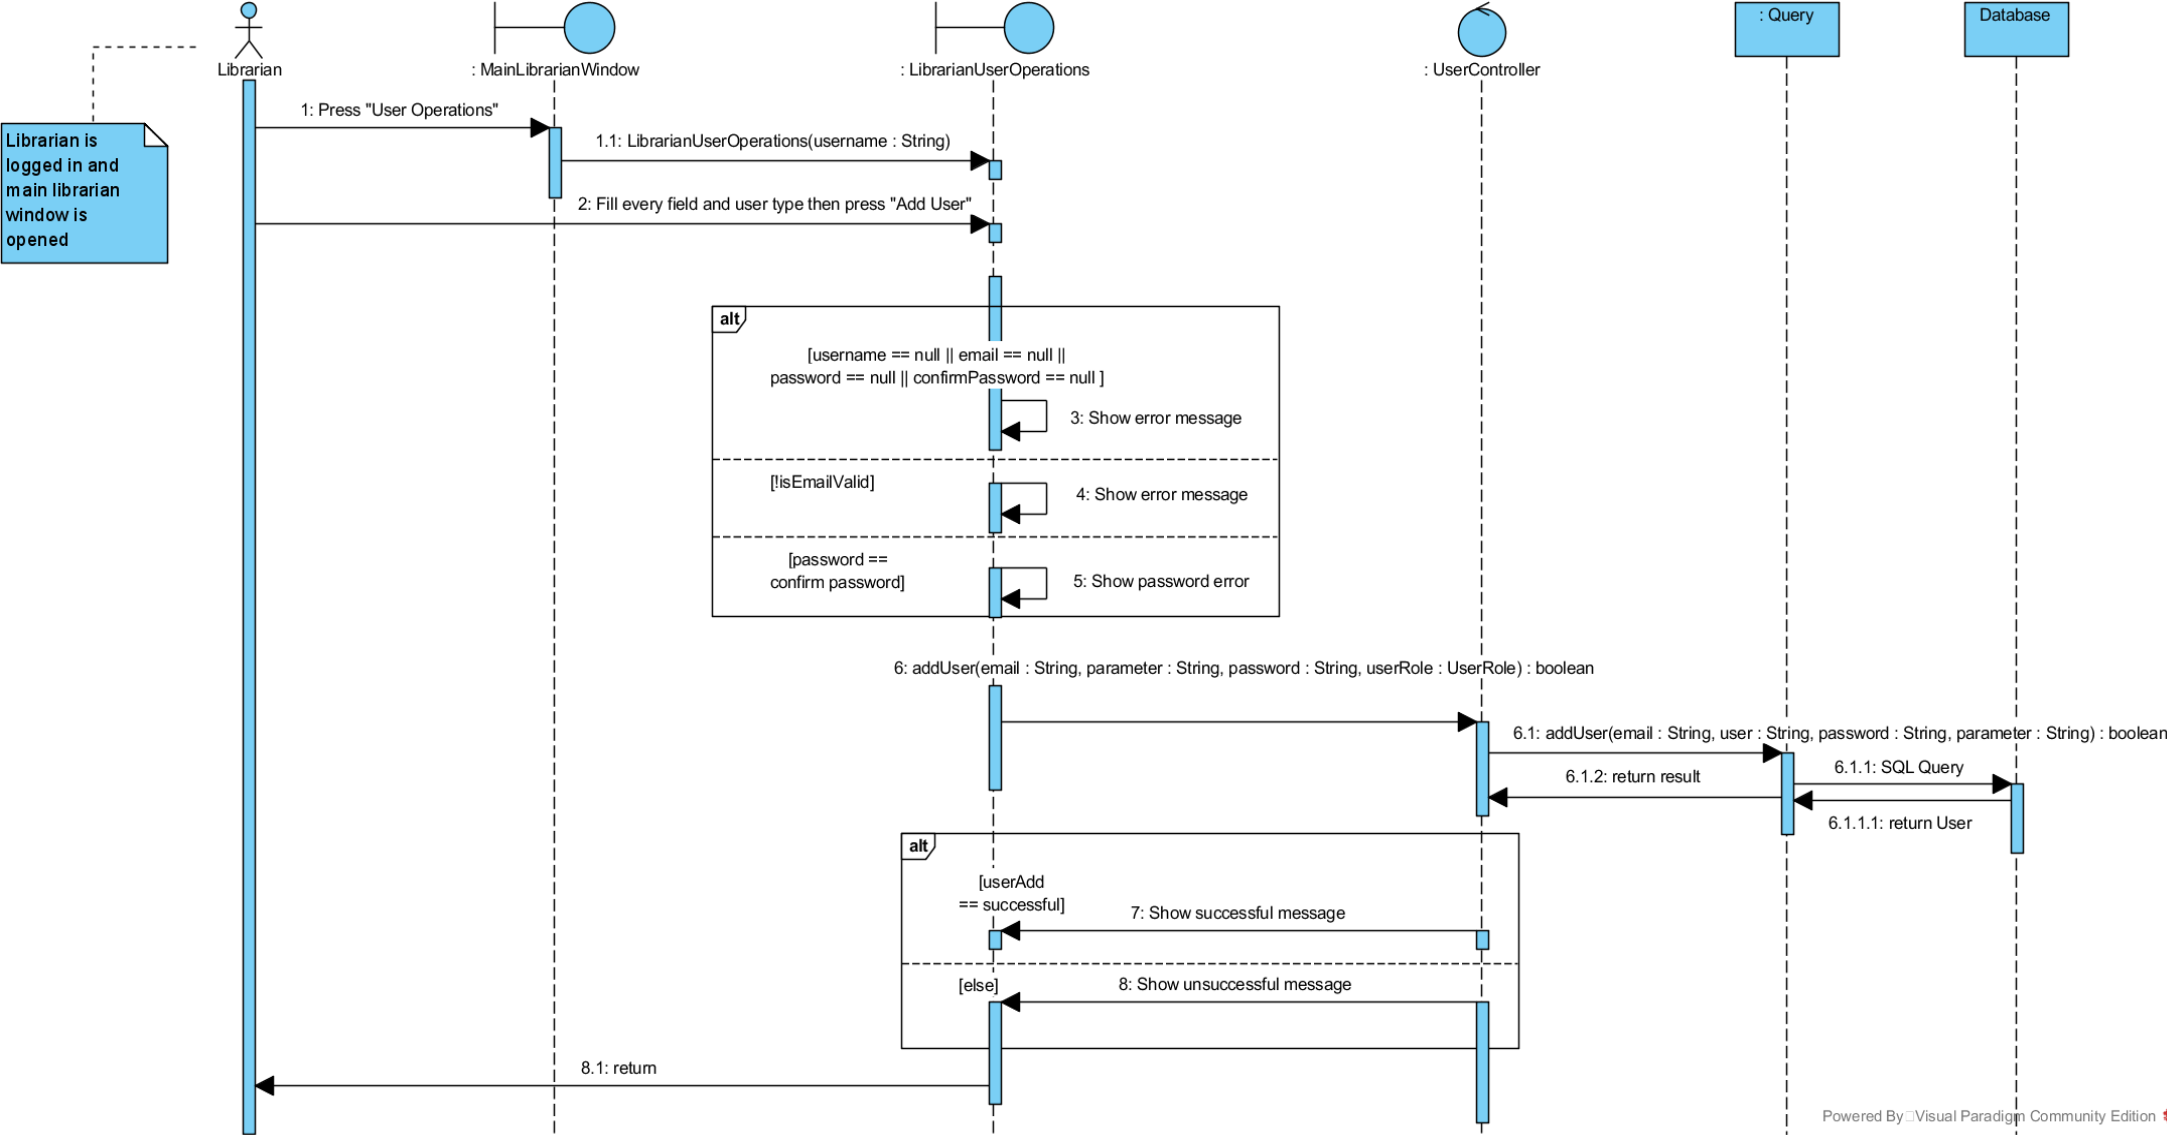 : Query
Database
Librarian
: MainLibrarianWindow
: LibrarianUserOperations
: UserController
Librarian is
logged in and
main librarian
window is
opened
1: Press "User Operations"
1.1: LibrarianUserOperations(username : String)
2: Fill every field and user type then press "Add User"
alt
[username == null || email == null ||
password == null || confirmPassword == null ]
3: Show error message
[!isEmailValid]
4: Show error message
[password ==
confirm password]
5: Show password error
6: addUser(email : String, parameter : String, password : String, userRole : UserRole) : boolean
6.1: addUser(email : String, user : String, password : String, parameter : String) : boolean
6.1.1: SQL Query
6.1.2: return result
6.1.1.1: return User
alt
[userAdd
== successful]
7: Show successful message
[else]
8: Show unsuccessful message
8.1: return
Powered By Visual Paradigm Community Edition